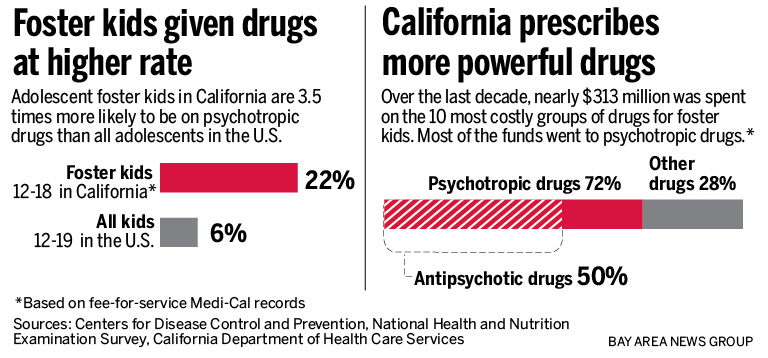 Foster kids given drugs
at higher rate
Adolescent foster kids in California are 3.5
times more likely to be on psychotropic
drugs than all adolescents in the U.S.
Foster kids
12-18 in California*
22%
All kids
12-19 in the U.S.
6%
California prescribes
more powerful drugs
Over the last decade, nearly $313 million was spent
on the 10 most costly groups of drugs for foster
kids. Most of the funds went to psychotropic drugs.*
Psychotropic drugs 72%
Other
drugs 28%
Antipsychotic drugs 50%
*Based on fee-for-service Medi-Cal records
Sources: Centers for Disease Control and Prevention, National Health and Nutrition
Examination Survey, California Department of Health Care Services
BAY AREA NEWS GROUP